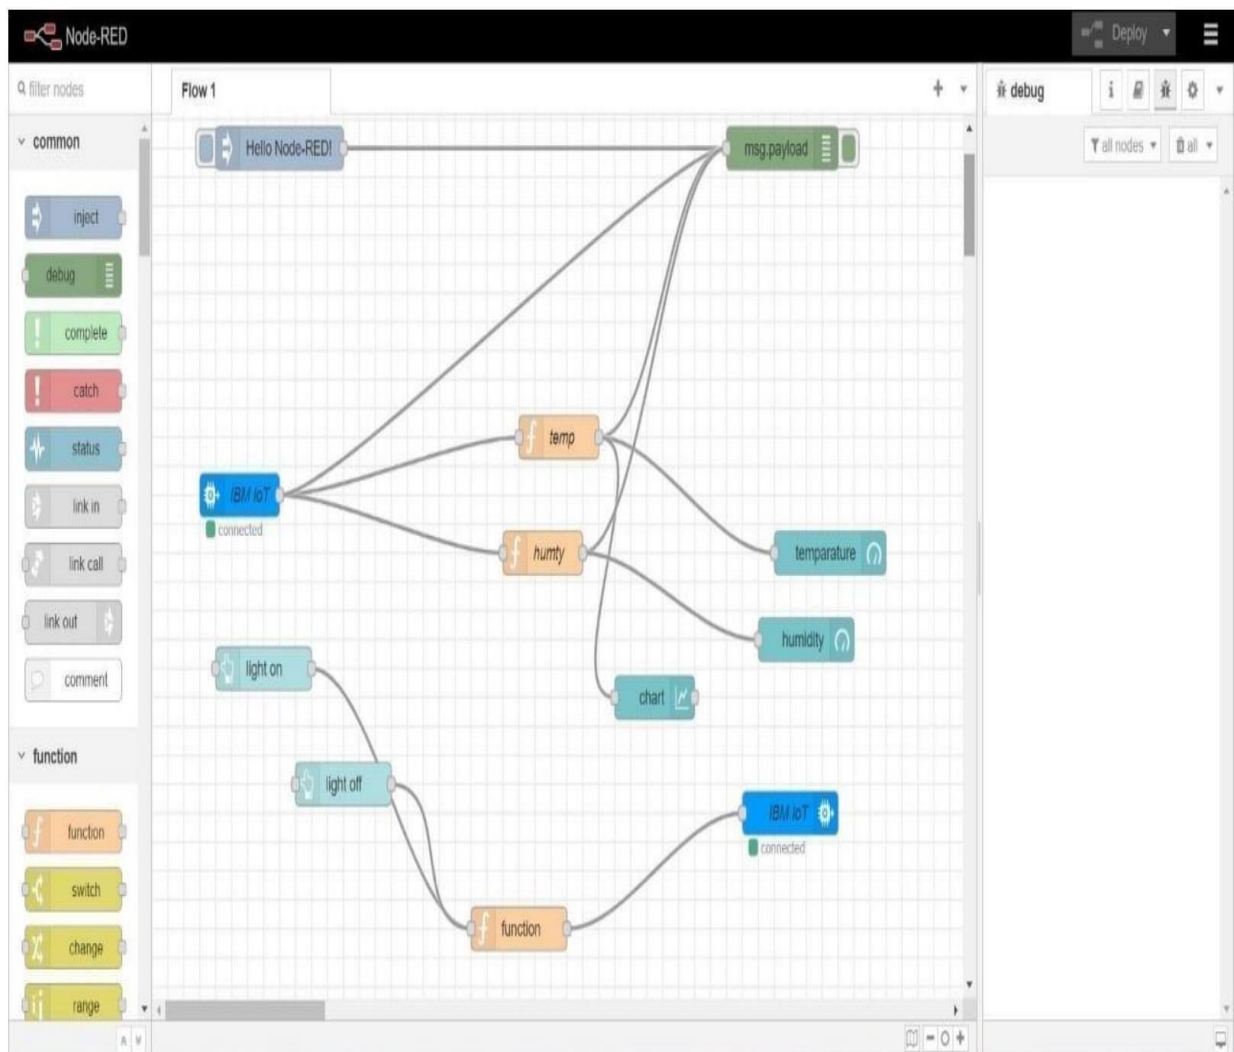 Node-RED
Deploy
filter nodes
Flow 1
debug
i
all nodes
all
common
inject
debug
complete
catch
status
link in
link call
link out
comment
function
function
switch
change
range
Hello Node-RED!
msg.payload
temp
IBM IoT
connected
humty
temparature
humidity
light on
chart
light off
IBM IoT
connected
function